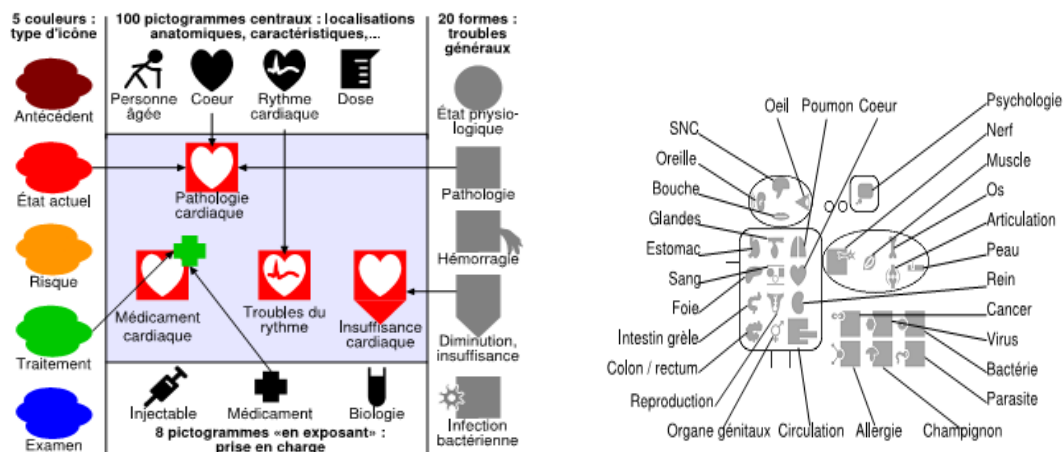 5 couleurs :
type d'icône
Antécédent
État actuel
Risque
Traitement
Examen
100 pictogrammes centraux : localisations
anatomiques, caractéristiques,...
Personne
âgée
Coeur
Rythme
cardiaque
Dose
Pathologie
cardiaque
Médicament
cardiaque
Troubles du
rythme
Insuffisance
cardiaque
Injectable
Médicament
Biologie
8 pictogrammes «en exposant» :
prise en charge
20 formes :
troubles
généraux
État physio-
logique
Pathologie
Hémorragie
Diminution,
insuffisance
Infection
bactérienne
Oeil
Poumon
Coeur
Psychologie
SNC
Nerf
Oreille
Muscle
Bouche
Os
Glandes
Articulation
Estomac
Peau
Sang
Rein
Foie
Cancer
Intestin grèle
Virus
Colon / rectum
Bactérie
Reproduction
Parasite
Organe génitaux
Circulation
Allergie
Champignon